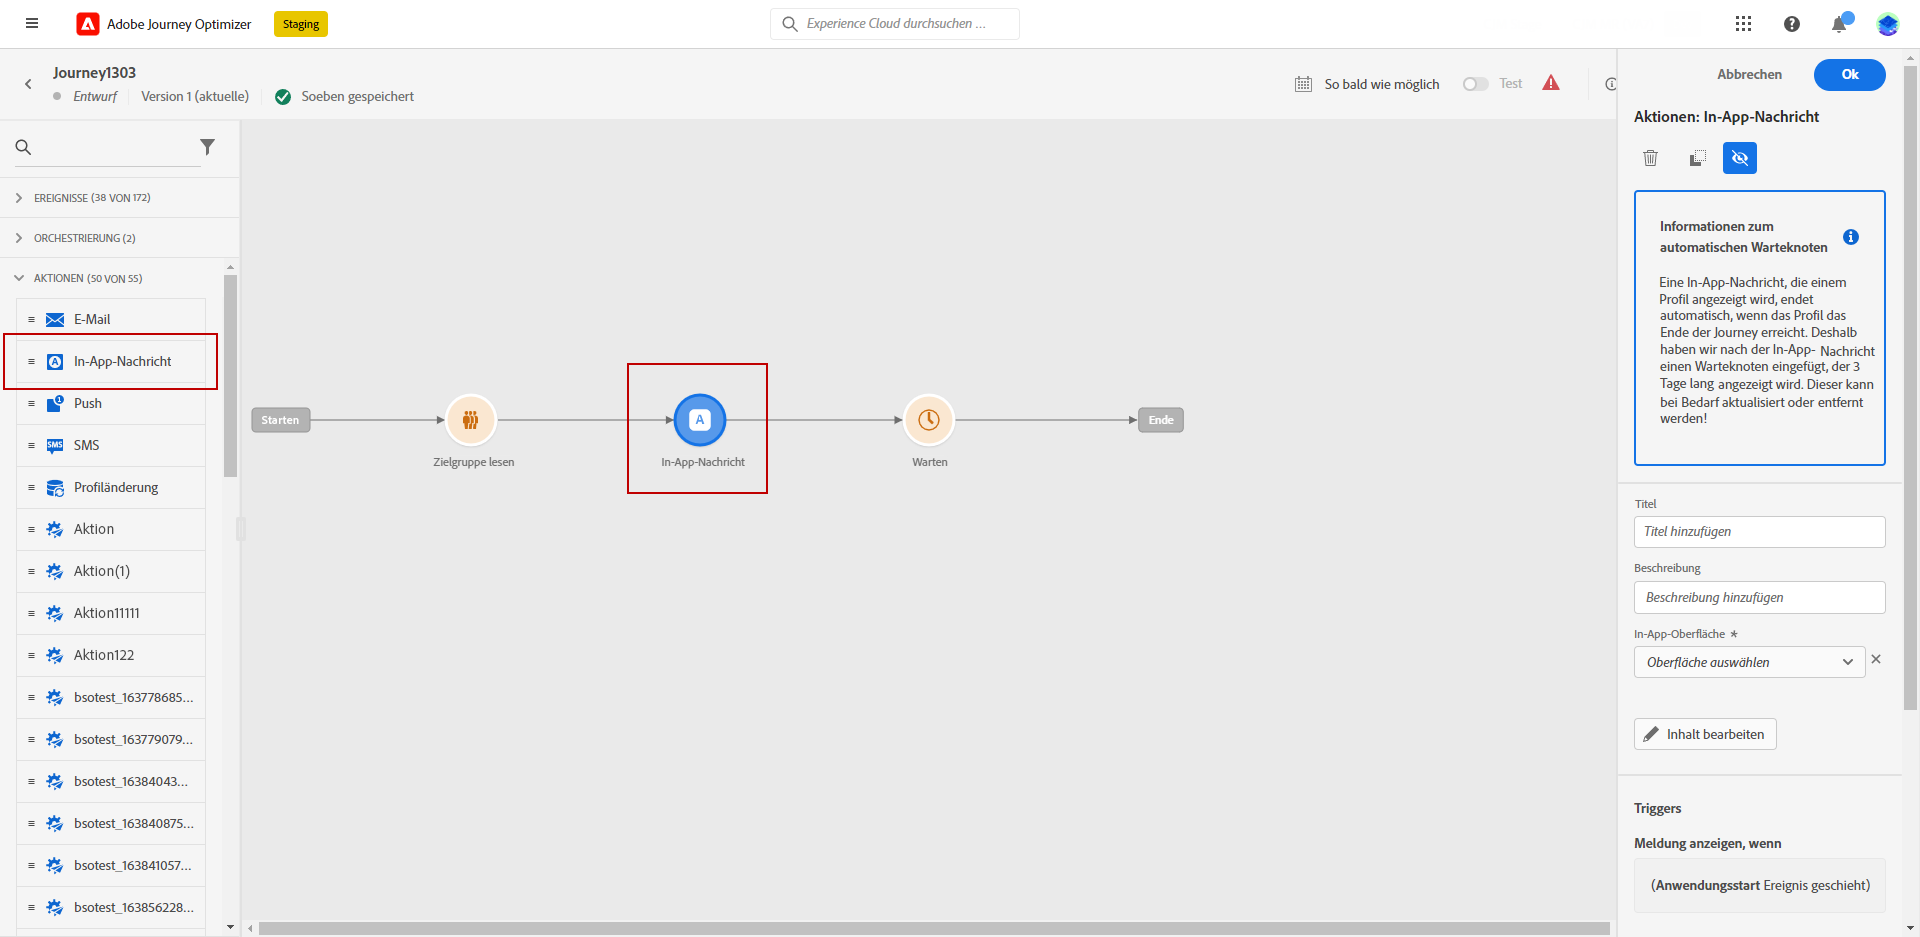 Adobe Journey Optimizer
Staging
Experience Cloud durchsuchen ...
Journey1303
Entwurf
Version 1 (aktuelle)
Soeben gespeichert
So bald wie möglich
Test
Abbrechen
Ok
EREIGNISSE (38 VON 172)
ORCHESTRIERUNG (2)
AKTIONEN (50 VON 55)
E-Mail
In-App-Nachricht
Push
SMS
Profiländerung
Aktion
Aktion(1)
Aktion11111
Aktion122
bsotest_163778685...
bsotest_163779079...
bsotest_16384043...
bsotest_163840875...
bsotest_163841057...
bsotest_163856228...
Starten
Zielgruppe lesen
In-App-Nachricht
Warten
Ende
Aktionen: In-App-Nachricht
Informationen zum
automatischen Warteknoten
Eine In-App-Nachricht, die einem
Profil angezeigt wird, endet
automatisch, wenn das Profil das
Ende der Journey erreicht. Deshalb
haben wir nach der In-App- Nachricht
einen Warteknoten eingefügt, der 3
Tage lang angezeigt wird. Dieser kann
bei Bedarf aktualisiert oder entfernt
werden!
Titel
Titel hinzufügen
Beschreibung
Beschreibung hinzufügen
In-App-Oberfläche *
Oberfläche auswählen
Inhalt bearbeiten
Triggers
Meldung anzeigen, wenn
(Anwendungsstart Ereignis geschieht)